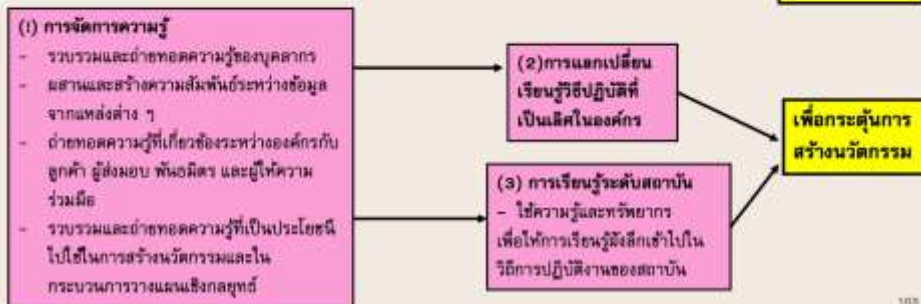 (1) การจัดการความรู้
- รวบรวมและถ่ายทอดความรู้ของบุคลากร
- ผสานและสร้างความสัมพันธ์ระหว่างข้อมูล
จากแหล่งต่าง ๆ
- ถ่ายทอดความรู้ที่เกี่ยวข้องระหว่างองค์กรกับ
ลูกค้า ผู้ส่งมอบ พันธมิตร และผู้ให้ความ
ร่วมมือ
- รวบรวมและถ่ายทอดความรู้ที่เป็นประโยชน์
ไปใช้ในการสร้างนวัตกรรมและใน
กระบวนการวางแผนเชิงกลยุทธ์
(2)การแลกเปลี่ยน
เรียนรู้วิธีปฏิบัติที่
เป็นเลิศในองค์กร
(3) การเรียนรู้ระดับสถาบัน
- ใช้ความรู้และทรัพยากร
เพื่อให้การเรียนรู้ฝังลึกเข้าไปใน
วิถีการปฏิบัติงานของสถาบัน
เพื่อกระตุ้นการ
สร้างนวัตกรรม